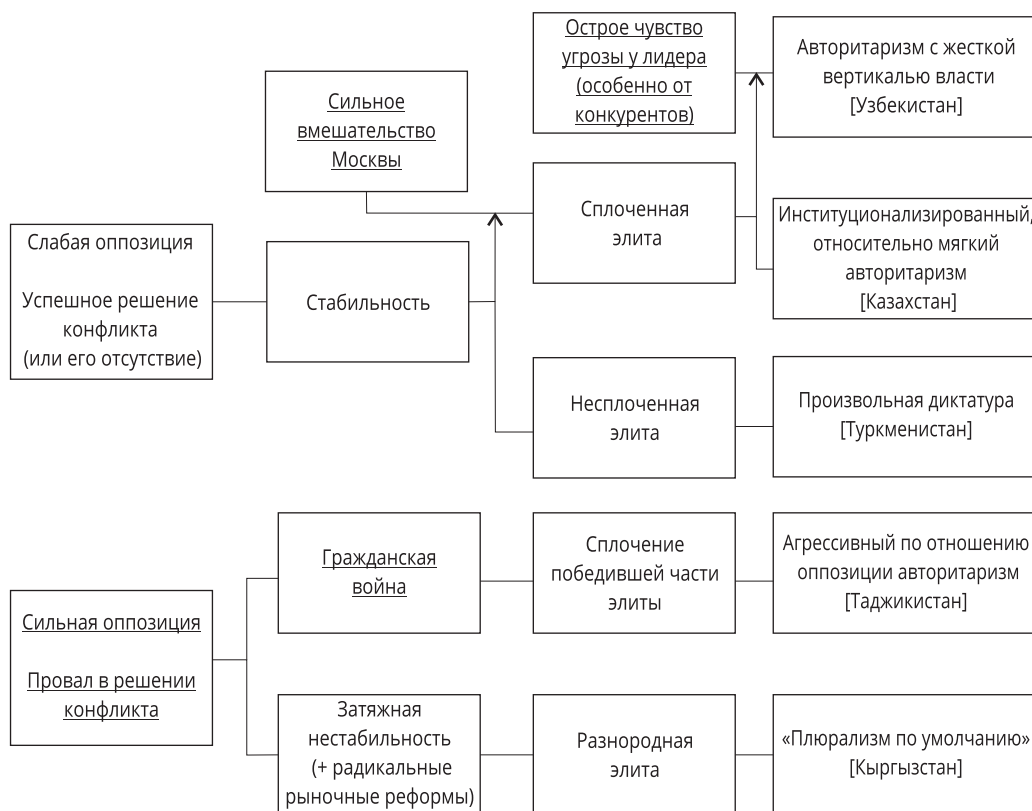 Острое чувство
угрозы у лидера
(особенно от
конкурентов)
Авторитаризм с жесткой
вертикалью власти
[Узбекистан]
Сильное
вмешательство
Москвы
Сплоченная
элита
Институционализированный,
относительно мягкий
авторитаризм
[Казахстан]
Слабая оппозиция
Успешное решение
конфликта
(или его отсутствие)
Стабильность
Несплоченная
элита
Произвольная диктатура
[Туркменистан]
Гражданская
война
Сплочение
победившей части
элиты
Агрессивный по отношению
оппозиции авторитаризм
[Таджикистан]
Сильная оппозиция
Провал в решении
конфликта
Затяжная
нестабильность
(+ радикальные
рыночные реформы)
Разнородная
элита
«Плюрализм по умолчанию»
[Кыргызстан]